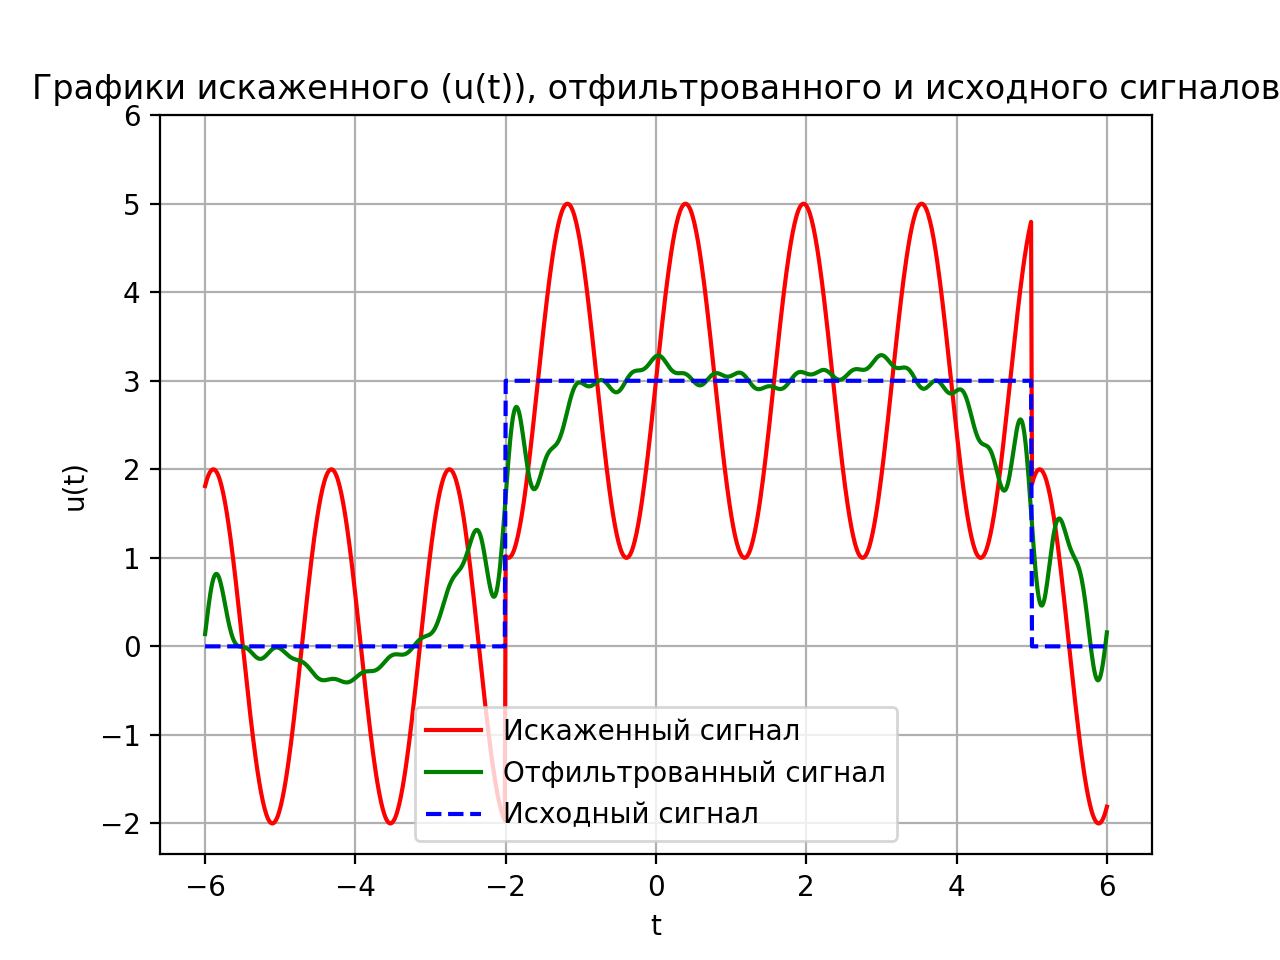 Графики искаженного (u(t)), отфильтрованного и исходного сигналов
6
5
4
3
2
1
0
−1
−2
u(t)
Искаженный сигнал
Отфильтрованный сигнал
Исходный сигнал
−6 −4 −2 0 2 4 6
t